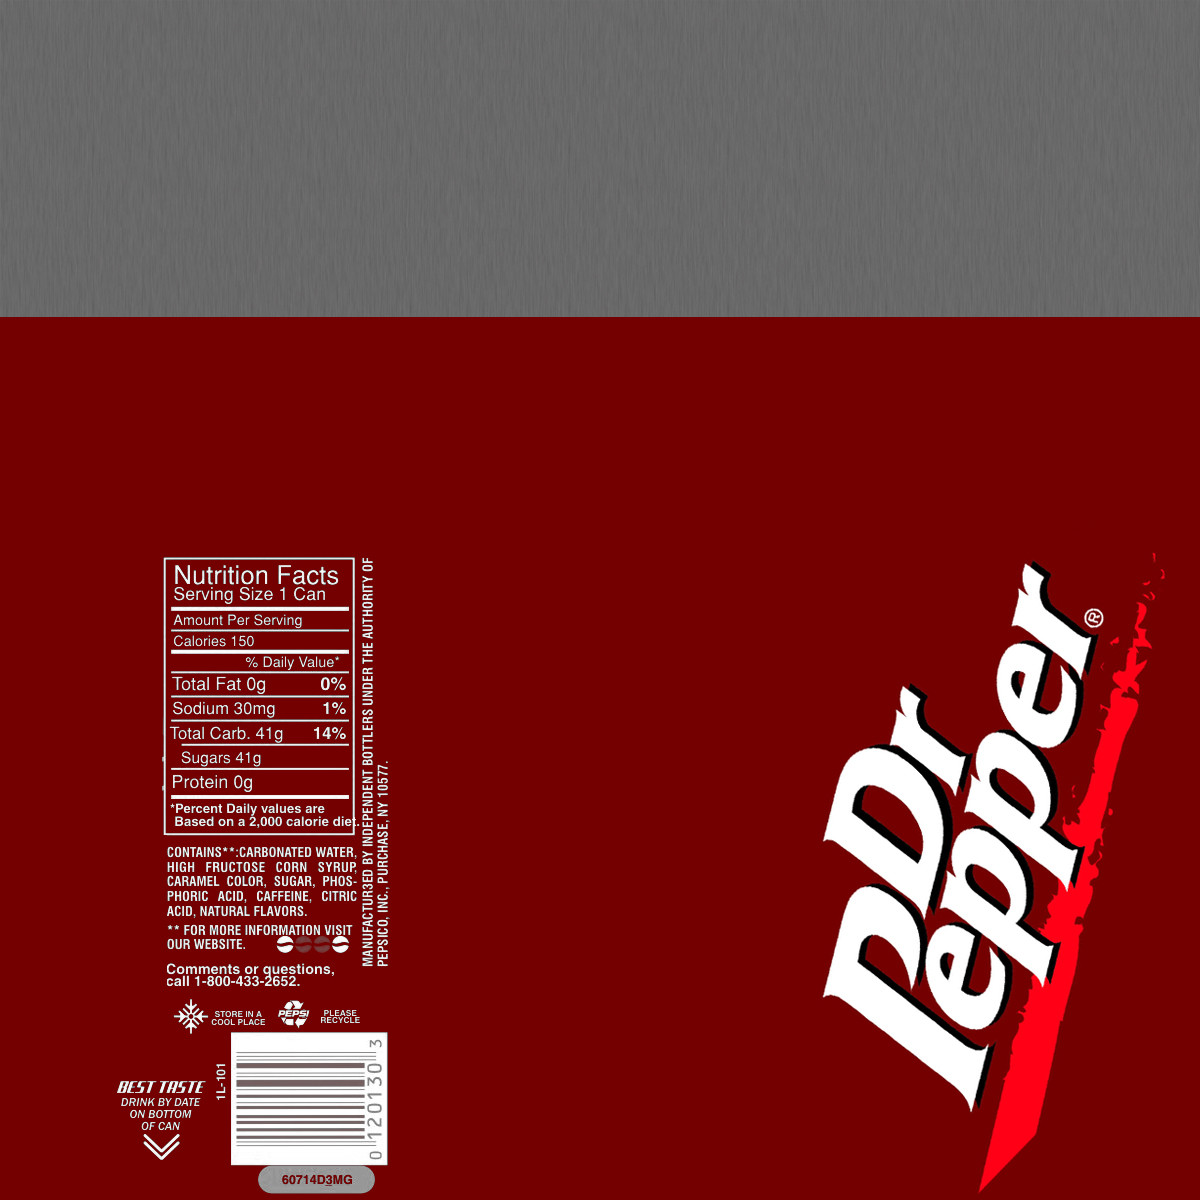 Nutrition Facts
Serving Size 1 Can
Amount Per Serving
Calories 150
% Daily Value*
Total Fat 0g 0%
Sodium 30mg 1%
Total Carb. 41g 14%
Sugars 41g
Protein 0g
*Percent Daily values are
Based on a 2,000 calorie diet.
CONTAINS**:CARBONATED WATER,
HIGH FRUCTOSE CORN SYRUP,
CARAMEL COLOR, SUGAR, PHOS-
PHORIC ACID, CAFFEINE, CITRIC
ACID, NATURAL FLAVORS.
** FOR MORE INFORMATION VISIT
OUR WEBSITE.
Comments or questions,
call 1-800-433-2652.
STORE IN A
COOL PLACE
PEPSI
PLEASE
RECYCLE
MANUFACTUR3ED BY INDEPENDENT BOTTLERS UNDER THE AUTHORITY OF
PEPSICO, INC., PURCHASE, NY 10577.
BEST TASTE
DRINK BY DATE
ON BOTTOM
OF CAN
1L-101
0 120130 3
60714D3MG
Dr
Pepper
®